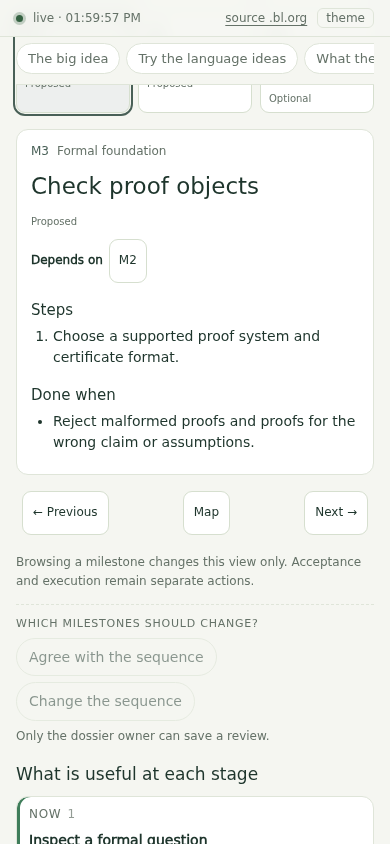 live · 01:59:57 PM
source .bl.org
theme
The big idea
Try the language ideas
What the
Proposed
Proposed
Optional
M3 Formal foundation
Check proof objects
Proposed
Depends on M2
Steps
1. Choose a supported proof system and
certificate format.
Done when
• Reject malformed proofs and proofs for the
wrong claim or assumptions.
← Previous
Map
Next →
Browsing a milestone changes this view only. Acceptance
and execution remain separate actions.
WHICH MILESTONES SHOULD CHANGE?
Agree with the sequence
Change the sequence
Only the dossier owner can save a review.
What is useful at each stage
NOW 1
Inspect a formal question